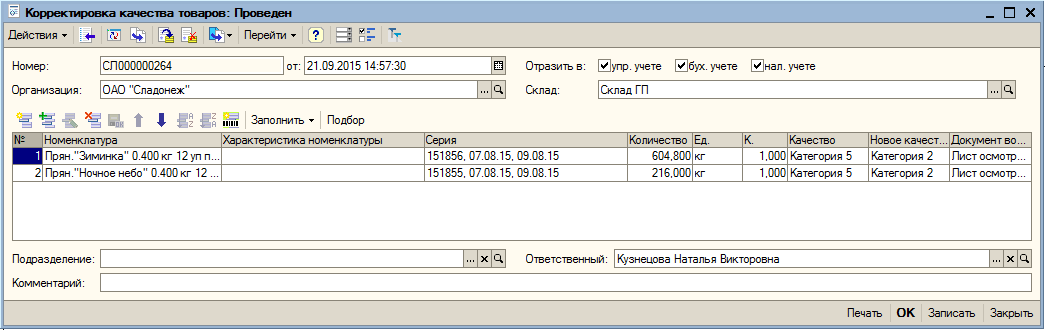 Корректировка качества товаров: Проведен
Действия Перейти ?
Номер: СП000000264 от: 21.09.2015 14:57:30 Отразить в: упр. учете бух. учете нал. учете
Организация: ОАО "Сладонеж" ... Склад: Склад ГП ...
Заполнить Подбор
№ Номенклатура Характеристика номенклатуры Серия Количество Ед. К. Качество Новое качест... Документ во...
1 Прян."Зиминка" 0.400 кг 12 уп п... 151856, 07.08.15, 09.08.15 604,800 кг 1,000 Категория 5 Категория 2 Лист осмотр...
2 Прян."Ночное небо" 0.400 кг 12 ... 151855, 07.08.15, 09.08.15 216,000 кг 1,000 Категория 5 Категория 2 Лист осмотр...
Подразделение: ... Ответственный: Кузнецова Наталья Викторовна ...
Комментарий:
Печать OK Записать Закрыть